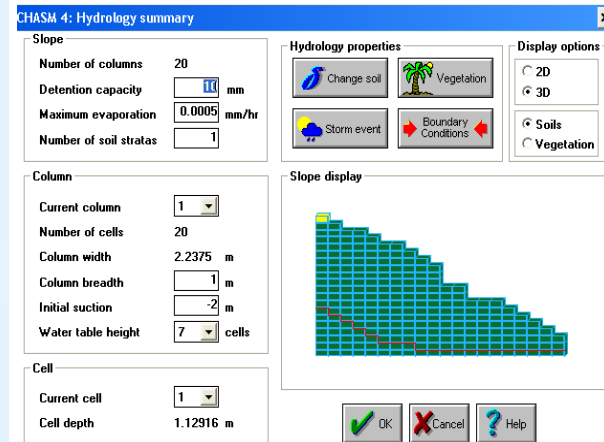 CHASM 4: Hydrology summary
Slope
Number of columns 20
Detention capacity 10 mm
Maximum evaporation 0.0005 mm/hr
Number of soil stratas 1
Hydrology properties
Change soil
Vegetation
Storm event
Boundary
Conditions
Display options
2D
3D
Soils
Vegetation
Column
Current column 1
Number of cells 20
Column width 2.2375 m
Column breadth 1 m
Initial suction -2 m
Water table height 7 cells
Slope display
Cell
Current cell 1
Cell depth 1.12916 m
OK
Cancel
Help